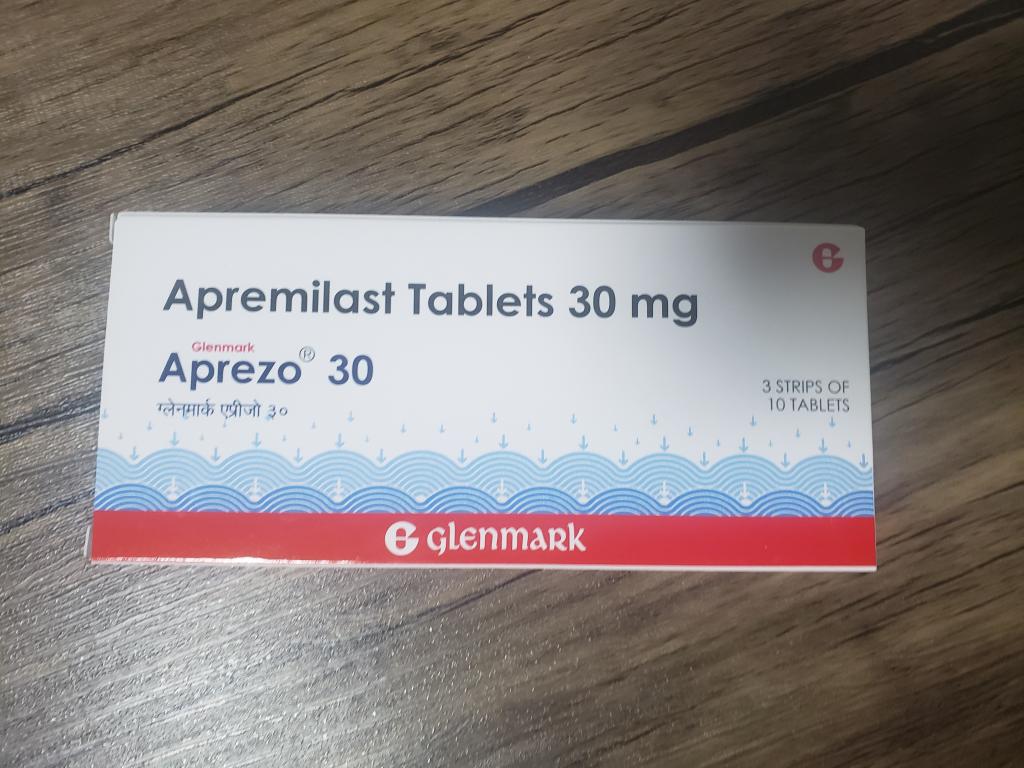 Apremilast Tablets 30 mg
Glenmark
Aprezo® 30
ग्लेनमार्क एप्रीजो ३०
3 STRIPS OF
10 TABLETS
GLENMARK